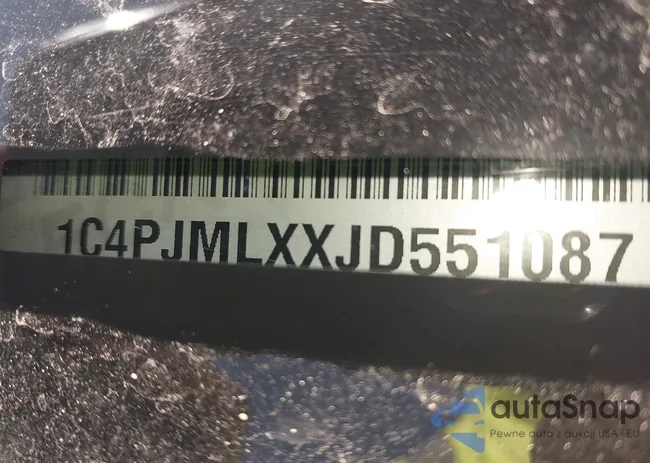 1C4PJMLXXJD551087
autaSnap
Pewne auta z aukcji USA - EU